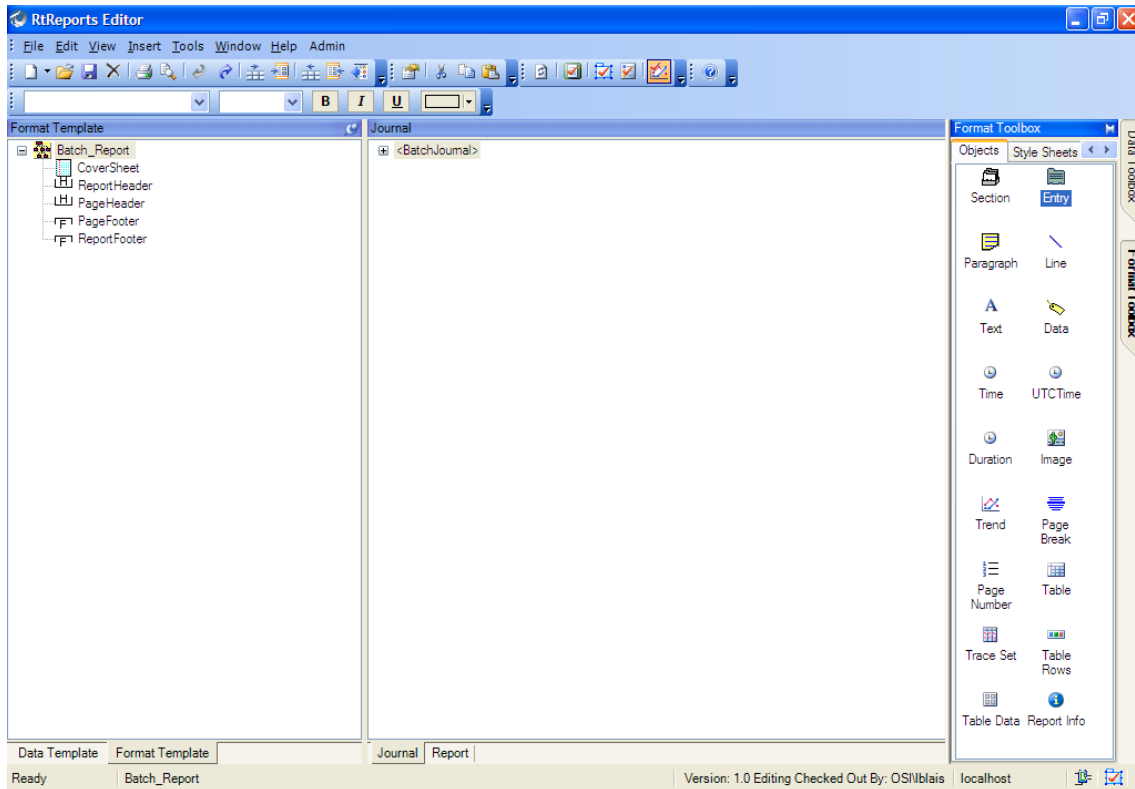 RtReports Editor
File Edit View Insert Tools Window Help Admin
B I U
Format Template
Journal
Format Toolbox
Batch_Report
CoverSheet
ReportHeader
PageHeader
PageFooter
ReportFooter
<BatchJournal>
Objects Style Sheets
Section Entry
Paragraph Line
A
Text Data
Time UTCTime
Duration Image
Trend Page
Break
Page Table
Number
Trace Set Table
Rows
Table Data Report Info
Data Toolbox
Format Toolbox
Data Template Format Template
Journal Report
Ready Batch_Report Version: 1.0 Editing Checked Out By: OSI\lblais localhost